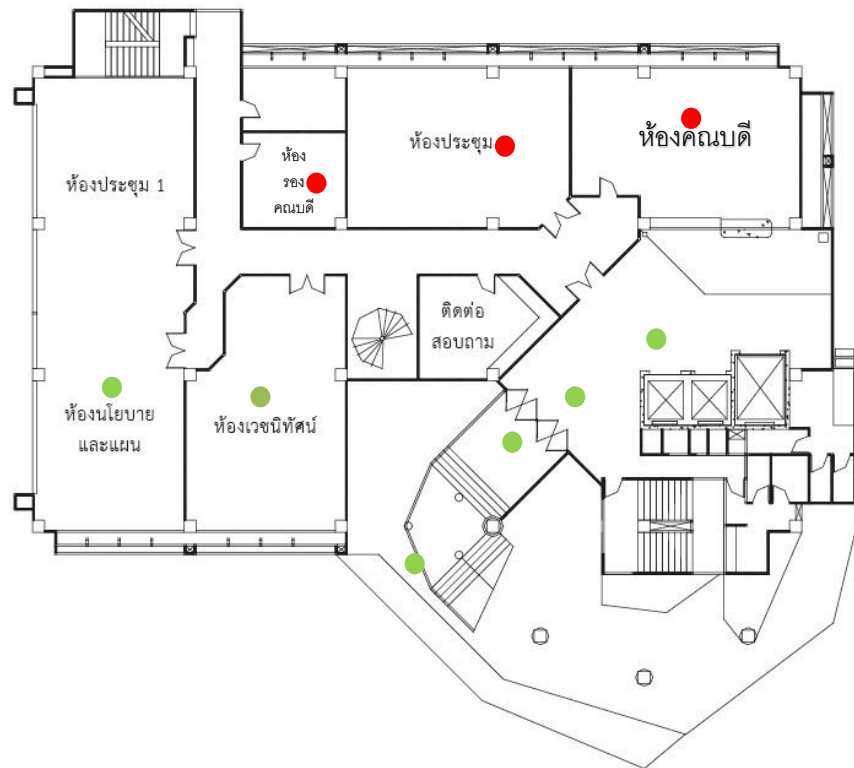 ห้องคณบดี
ห้องประชุม
ห้อง
รอง
คณบดี
ห้องประชุม 1
ติดต่อ
สอบถาม
ห้องนโยบาย
และแผน
ห้องเวชนิทัศน์